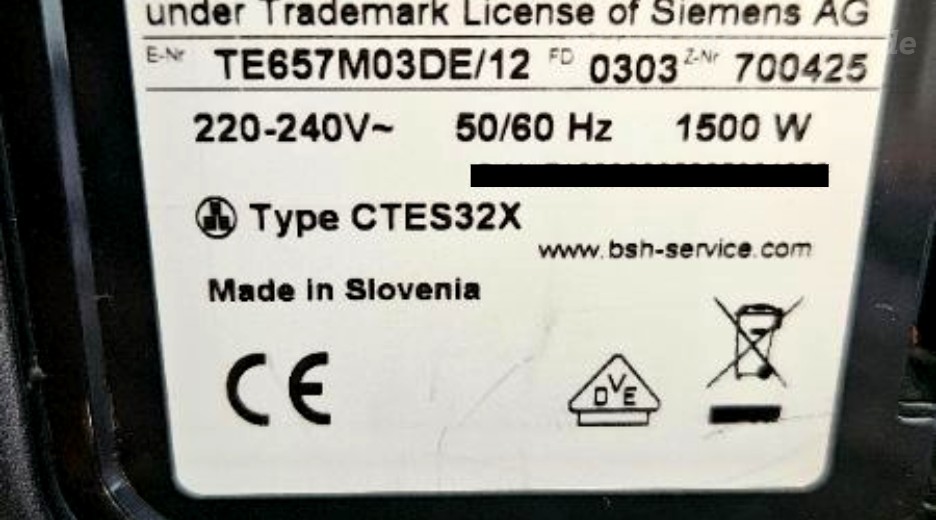 under Trademark License of Siemens AG
E-Nr TE657M03DE/12 FD 0303 Z-Nr 700425
220-240V~ 50/60 Hz 1500 W
Type CTES32X
www.bsh-service.com
Made in Slovenia
CE
DVE